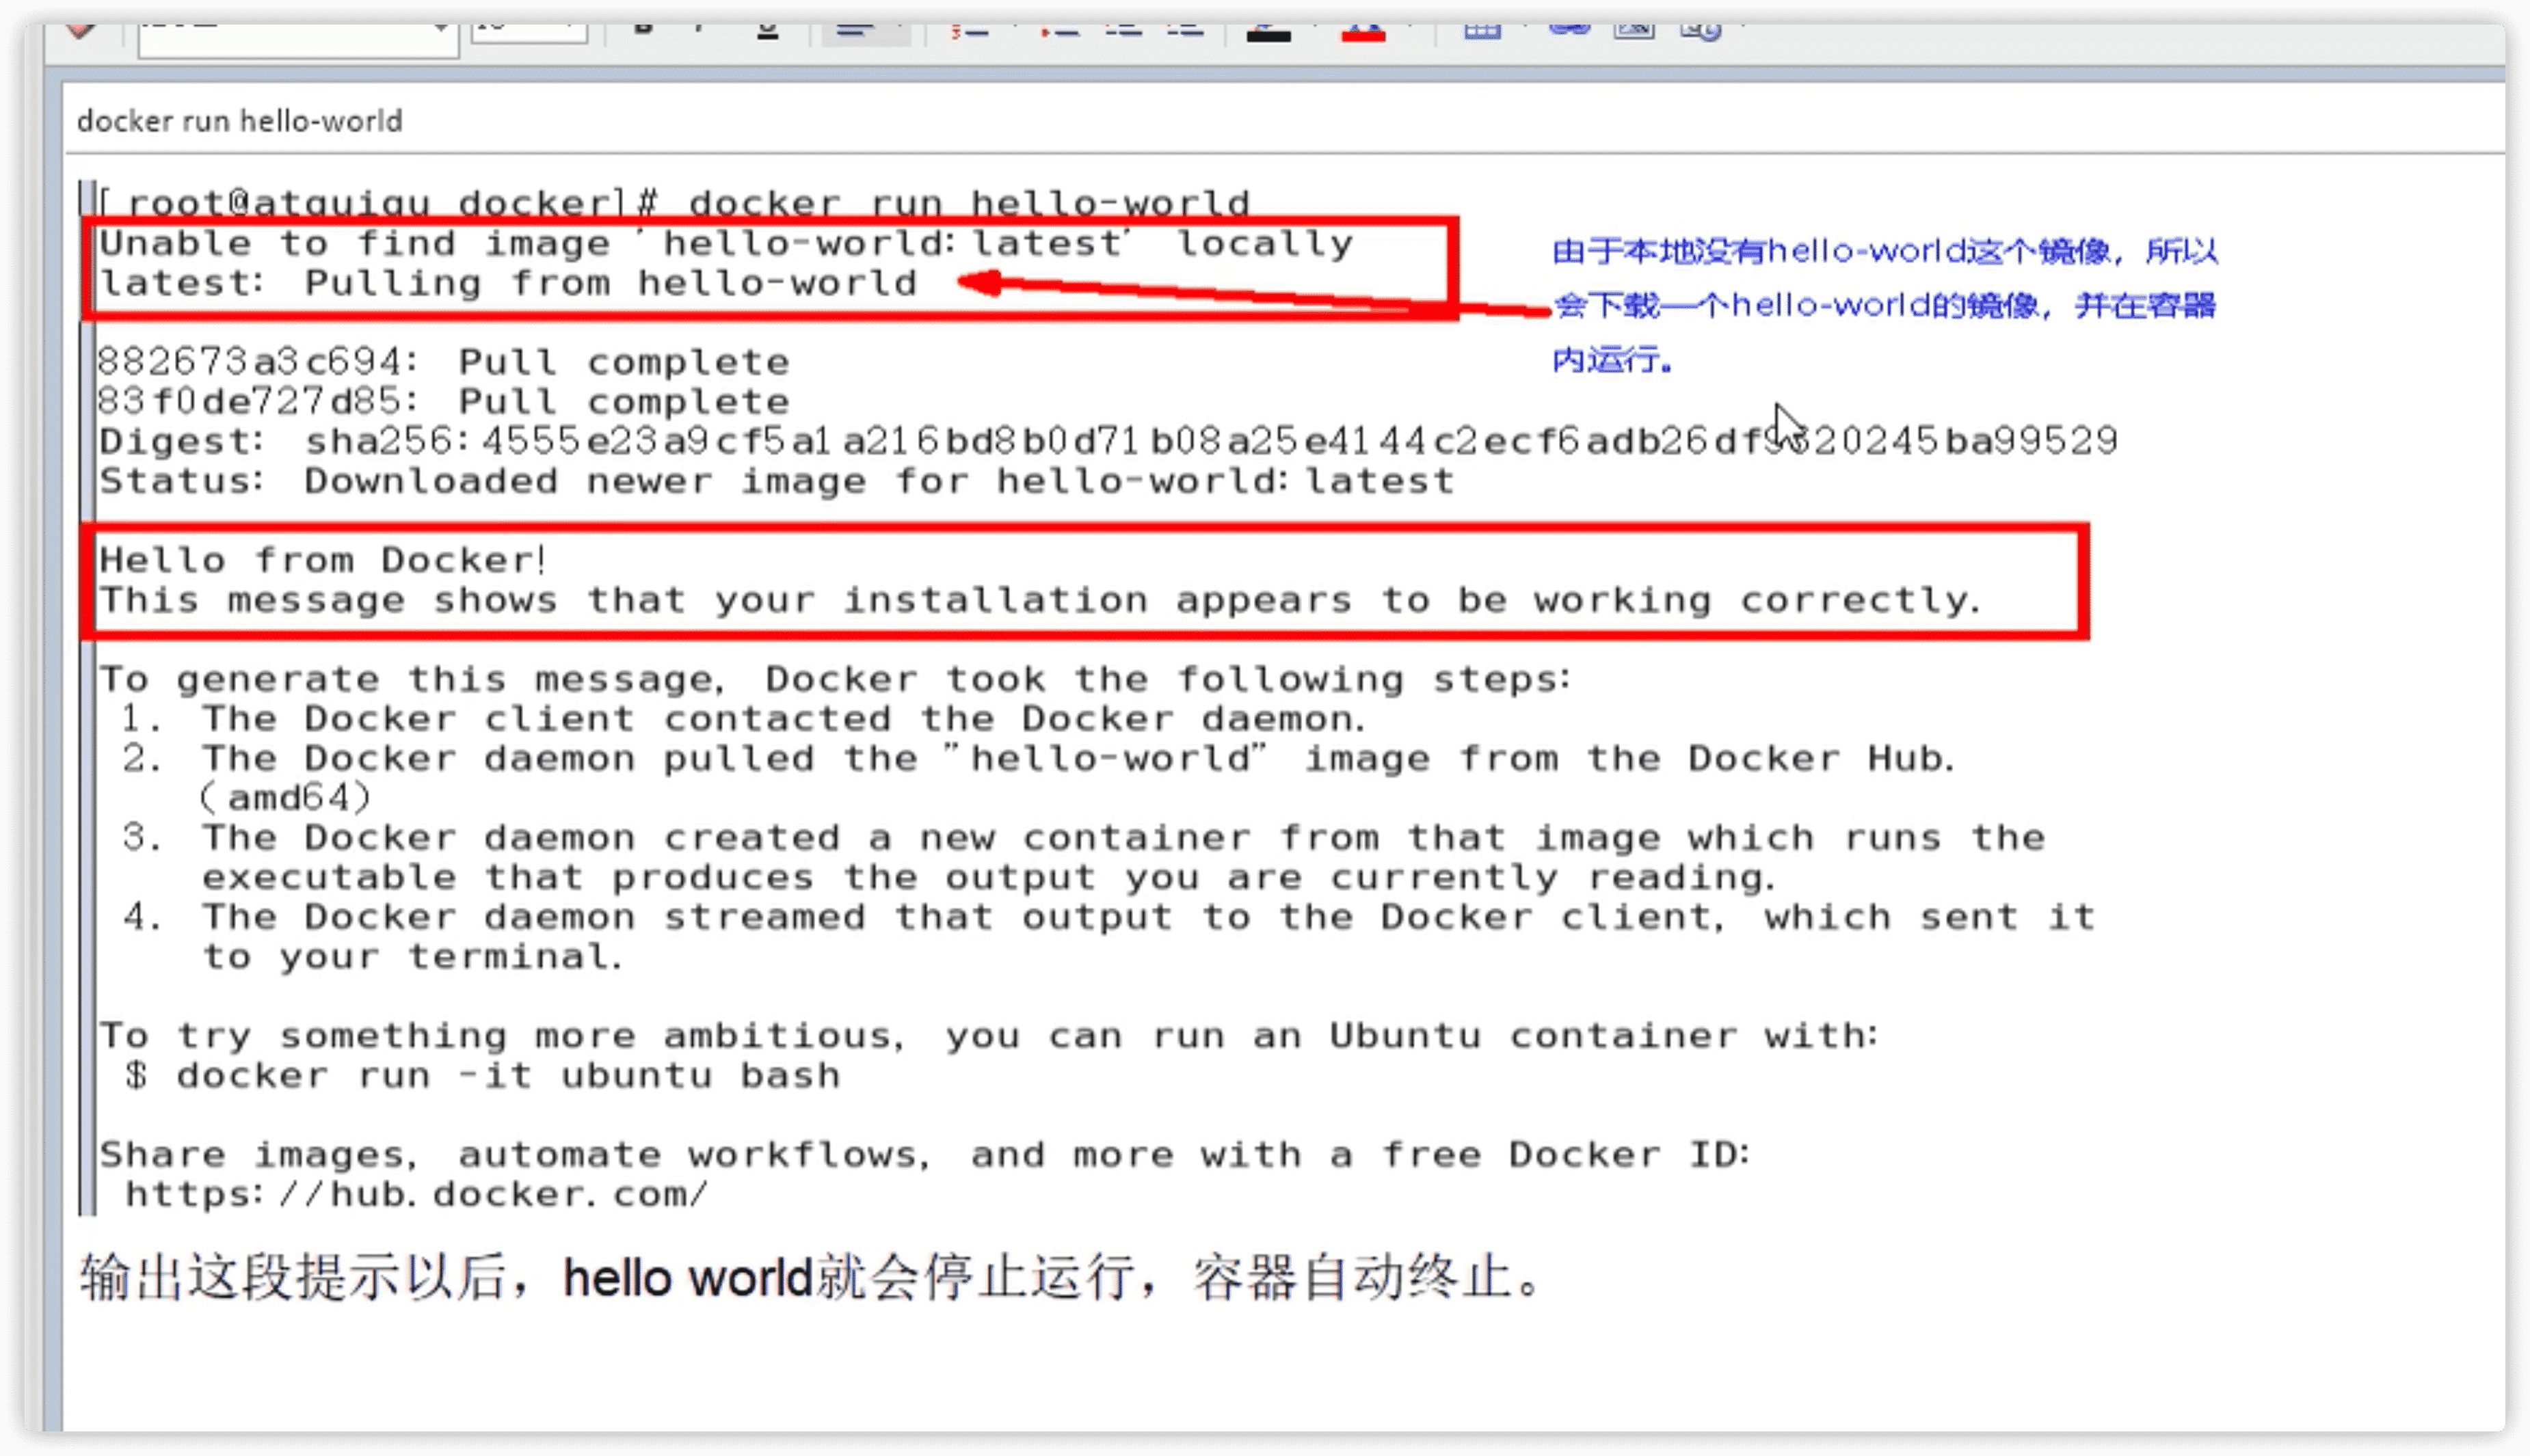 docker run hello-world
[root@atguigu docker]# docker run hello-world
Unable to find image 'hello-world:latest' locally
latest: Pulling from hello-world
由于本地没有hello-world这个镜像，所以
会下载一个hello-world的镜像，并在容器
内运行。
882673a3c694: Pull complete
83f0de727d85: Pull complete
Digest: sha256:4555e23a9cf5a1a216bd8b0d71b08a25e4144c2ecf6adb26df9620245ba99529
Status: Downloaded newer image for hello-world:latest
Hello from Docker!
This message shows that your installation appears to be working correctly.
To generate this message, Docker took the following steps:
1. The Docker client contacted the Docker daemon.
2. The Docker daemon pulled the "hello-world" image from the Docker Hub.
(amd64)
3. The Docker daemon created a new container from that image which runs the
executable that produces the output you are currently reading.
4. The Docker daemon streamed that output to the Docker client, which sent it
to your terminal.
To try something more ambitious, you can run an Ubuntu container with:
$ docker run -it ubuntu bash
Share images, automate workflows, and more with a free Docker ID:
https://hub.docker.com/
输出这段提示以后，hello world就会停止运行，容器自动终止。